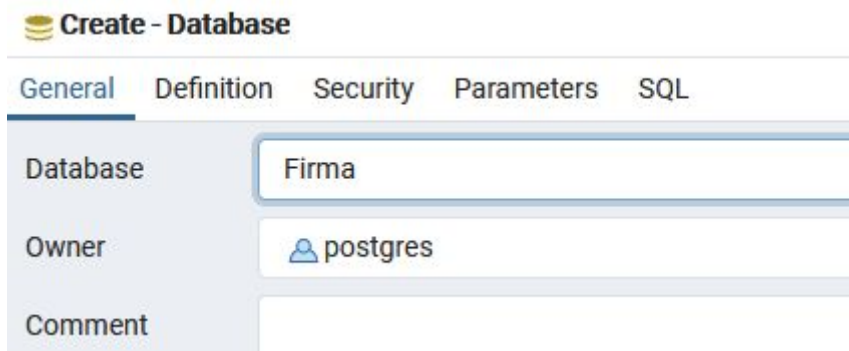 Create - Database
General Definition Security Parameters SQL
Database Firma
Owner postgres
Comment